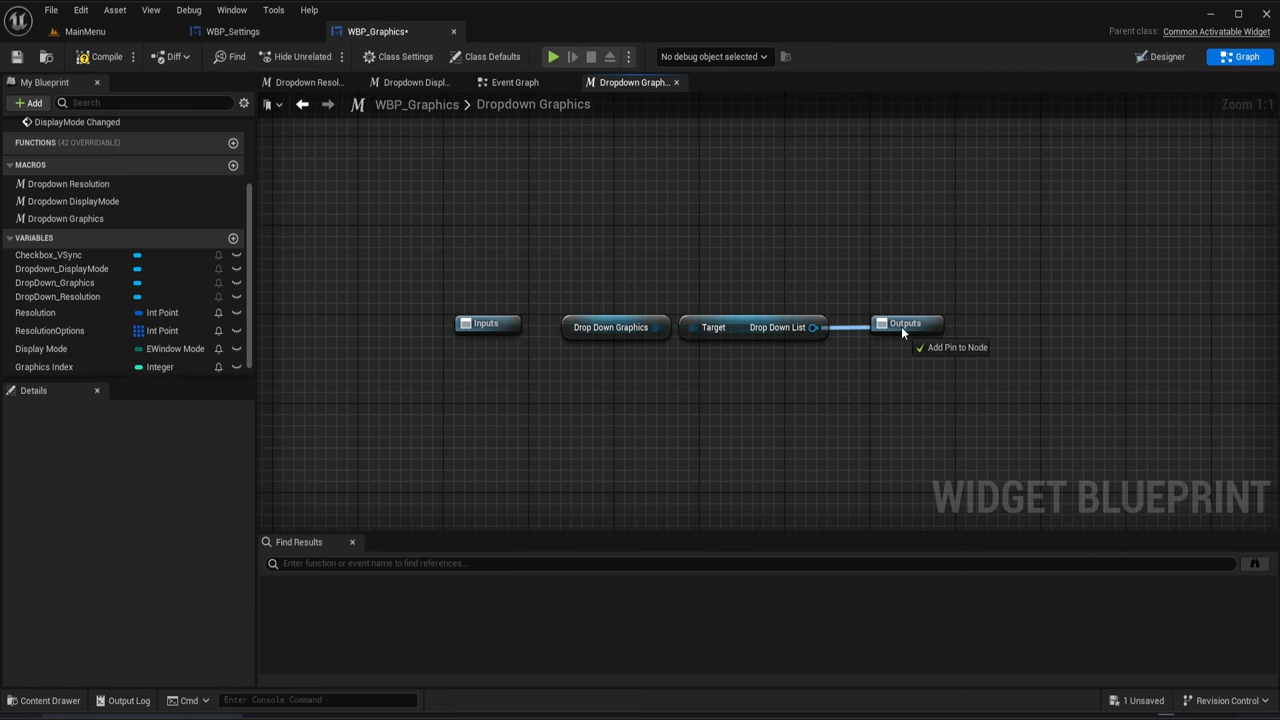 File Edit Asset View Debug Window Tools Help
MainMenu WBP_Settings WBP_Graphics•
Parent class: Common Activatable Widget
Compile Diff Find Hide Unrelated Class Settings Class Defaults No debug object selected Designer Graph
My Blueprint
Dropdown Resol... Dropdown Displ... Event Graph Dropdown Graph...
Add Search
WBP_Graphics > Dropdown Graphics Zoom 1:1
DisplayMode Changed
FUNCTIONS (42 OVERRIDABLE)
MACROS
Dropdown Resolution
Dropdown DisplayMode
Dropdown Graphics
VARIABLES
Checkbox_VSync
Dropdown_DisplayMode
DropDown_Graphics
DropDown_Resolution
Resolution Int Point
ResolutionOptions Int Point
Display Mode EWindow Mode
Graphics Index Integer
Details
Inputs
Drop Down Graphics
Target Drop Down List
Outputs
Add Pin to Node
WIDGET BLUEPRINT
Find Results
Enter function or event name to find references...
Content Drawer Output Log Cmd Enter Console Command 1 Unsaved Revision Control